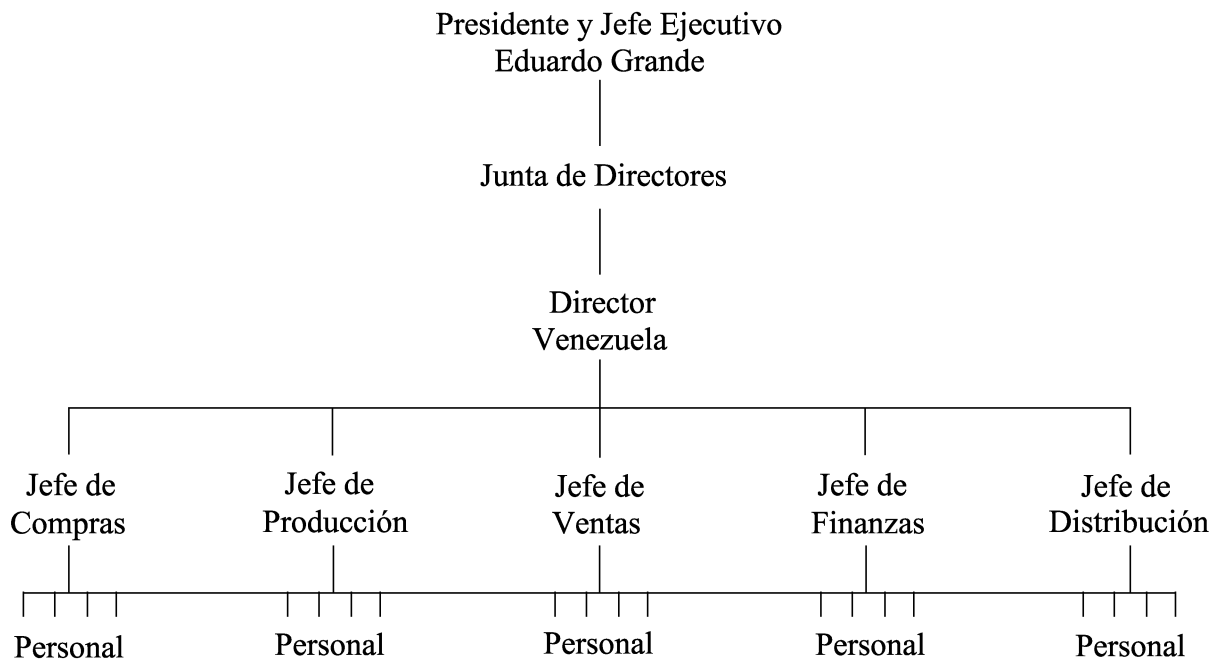 Presidente y Jefe Ejecutivo
Eduardo Grande
Junta de Directores
Director
Venezuela
Jefe de
Compras
Jefe de
Producción
Jefe de
Ventas
Jefe de
Finanzas
Jefe de
Distribución
Personal
Personal
Personal
Personal
Personal